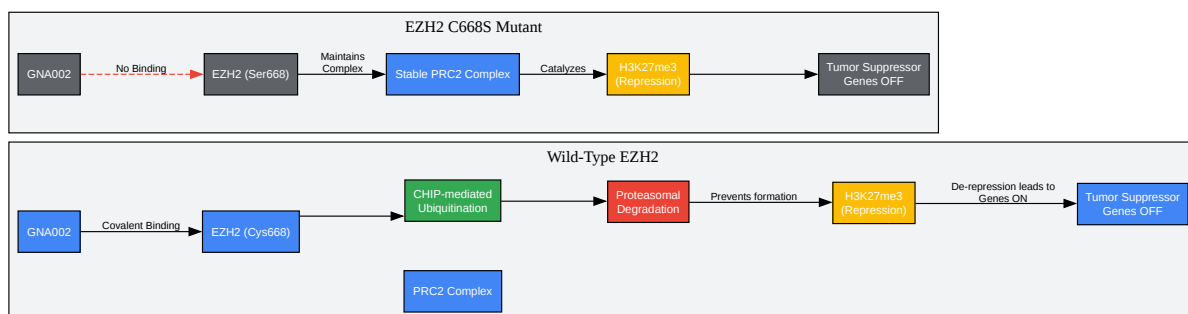 EZH2 C668S Mutant
GNA002
No Binding
EZH2 (Ser668)
Maintains
Complex
Stable PRC2 Complex
Catalyzes
H3K27me3
(Repression)
Tumor Suppressor
Genes OFF
Wild-Type EZH2
GNA002
Covalent Binding
EZH2 (Cys668)
CHIP-mediated
Ubiquitination
Proteasomal
Degradation
Prevents formation
H3K27me3
(Repression)
De-repression leads to
Genes ON
Tumor Suppressor
Genes OFF
PRC2 Complex